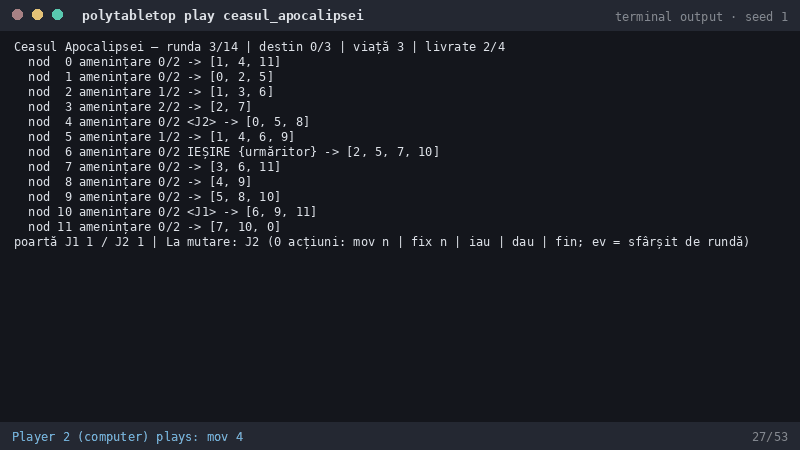 polytabletop play ceasul_apocalipsei
terminal output · seed 1
Ceasul Apocalipsei — runda 3/14 | destin 0/3 | viață 3 | livrate 2/4
nod  0 amenințare 0/2 -> [1, 4, 11]
nod  1 amenințare 0/2 -> [0, 2, 5]
nod  2 amenințare 1/2 -> [1, 3, 6]
nod  3 amenințare 2/2 -> [2, 7]
nod  4 amenințare 0/2 <J2> -> [0, 5, 8]
nod  5 amenințare 1/2 -> [1, 4, 6, 9]
nod  6 amenințare 0/2 IEȘIRE {următritor} -> [2, 5, 7, 10]
nod  7 amenințare 0/2 -> [3, 6, 11]
nod  8 amenințare 0/2 -> [4, 9]
nod  9 amenințare 0/2 -> [5, 8, 10]
nod 10 amenințare 0/2 <J1> -> [6, 9, 11]
nod 11 amenințare 0/2 -> [7, 10, 0]
poartă J1 1 / J2 1 | La mutare: J2 (0 acțiuni: mov n | fix n | iau | dau | fin; ev = sfârșit de rundă)
Player 2 (computer) plays: mov 4
27/53